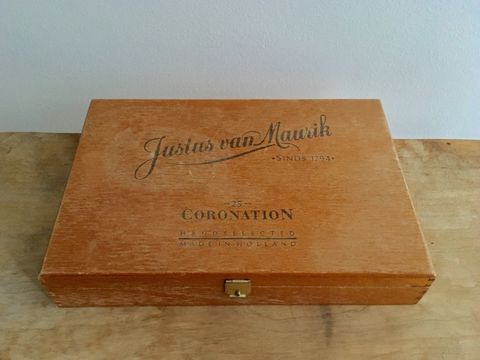 Justus van Maurik
•SINDS 1794•
~25~
CORONATION
HANDSELECTED
MADE IN HOLLAND